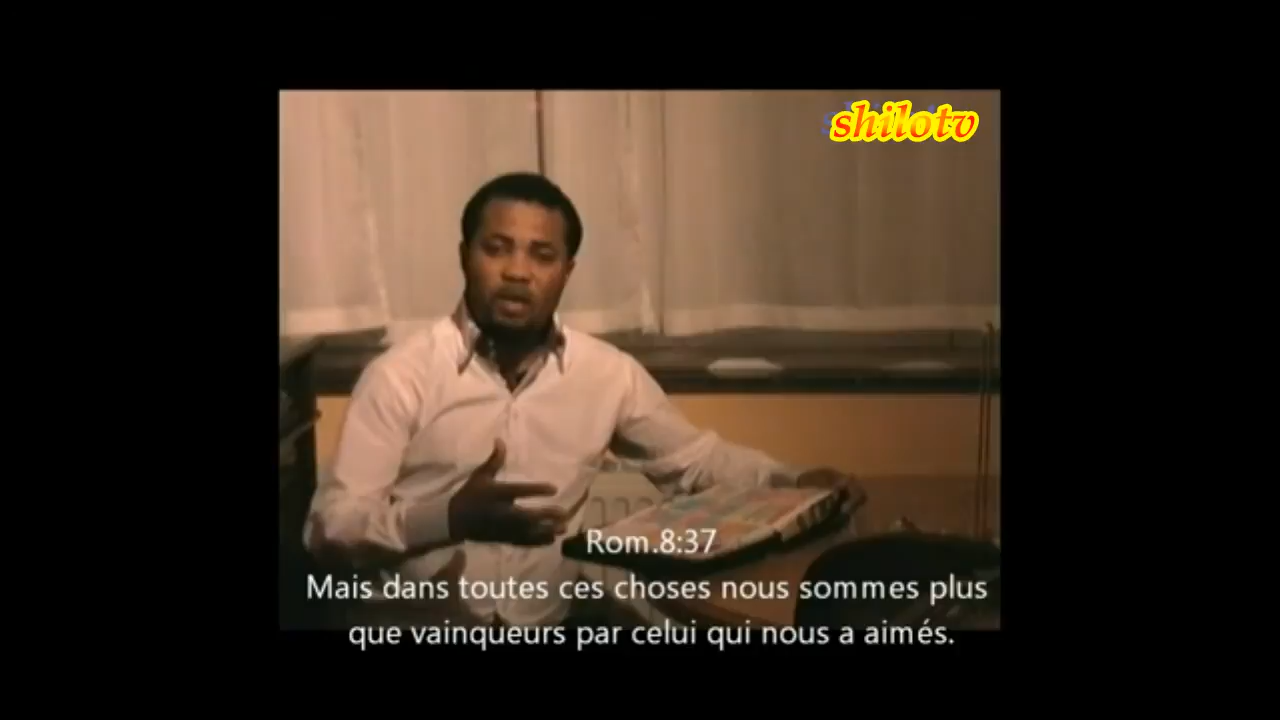 shilotv
Rom.8:37
Mais dans toutes ces choses nous sommes plus
que vainqueurs par celui qui nous a aimés.